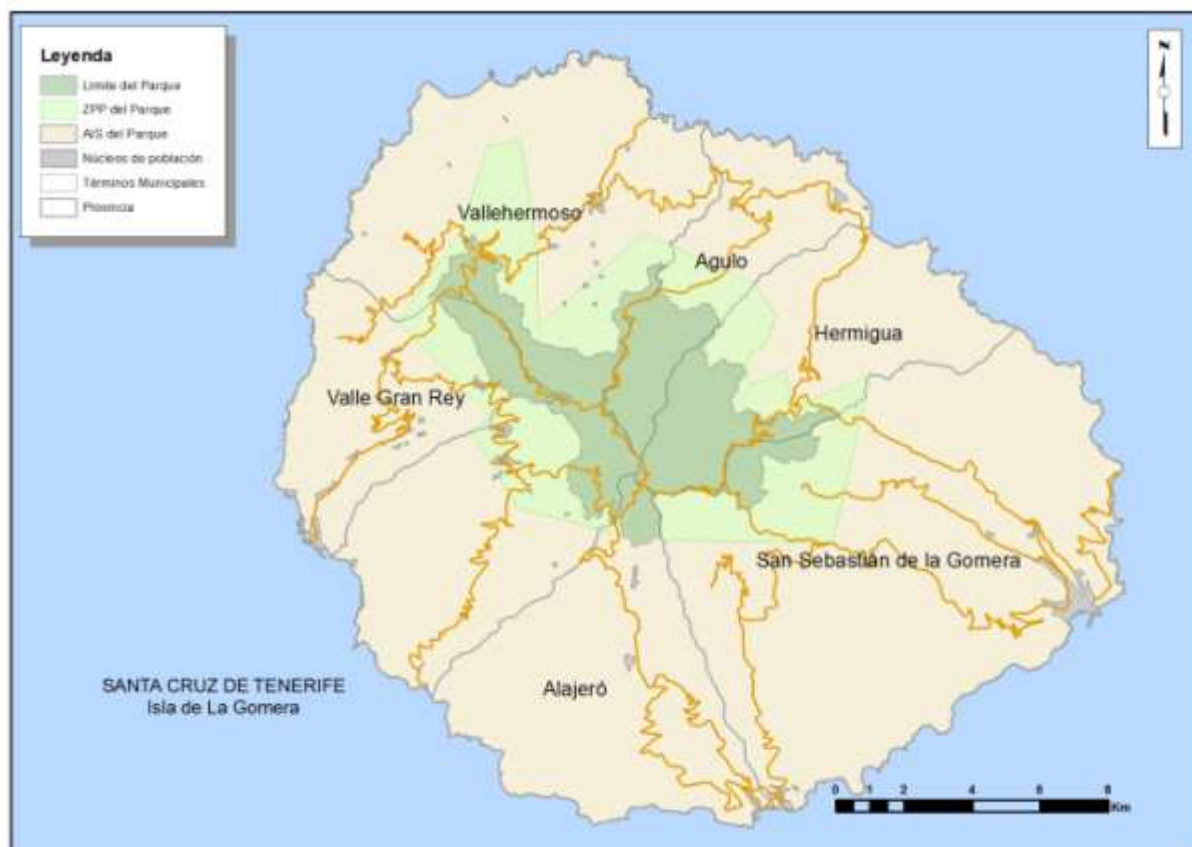 Leyenda
Límite del Parque
ZPP del Parque
AIS del Parque
Núcleos de población
Términos Municipales
Provincia
N
Vallehermoso
Agulo
Hermigua
Valle Gran Rey
San Sebastián de la Gomera
SANTA CRUZ DE TENERIFE
Isla de La Gomera
Alajeró
0 1 2 4 6 8
Km